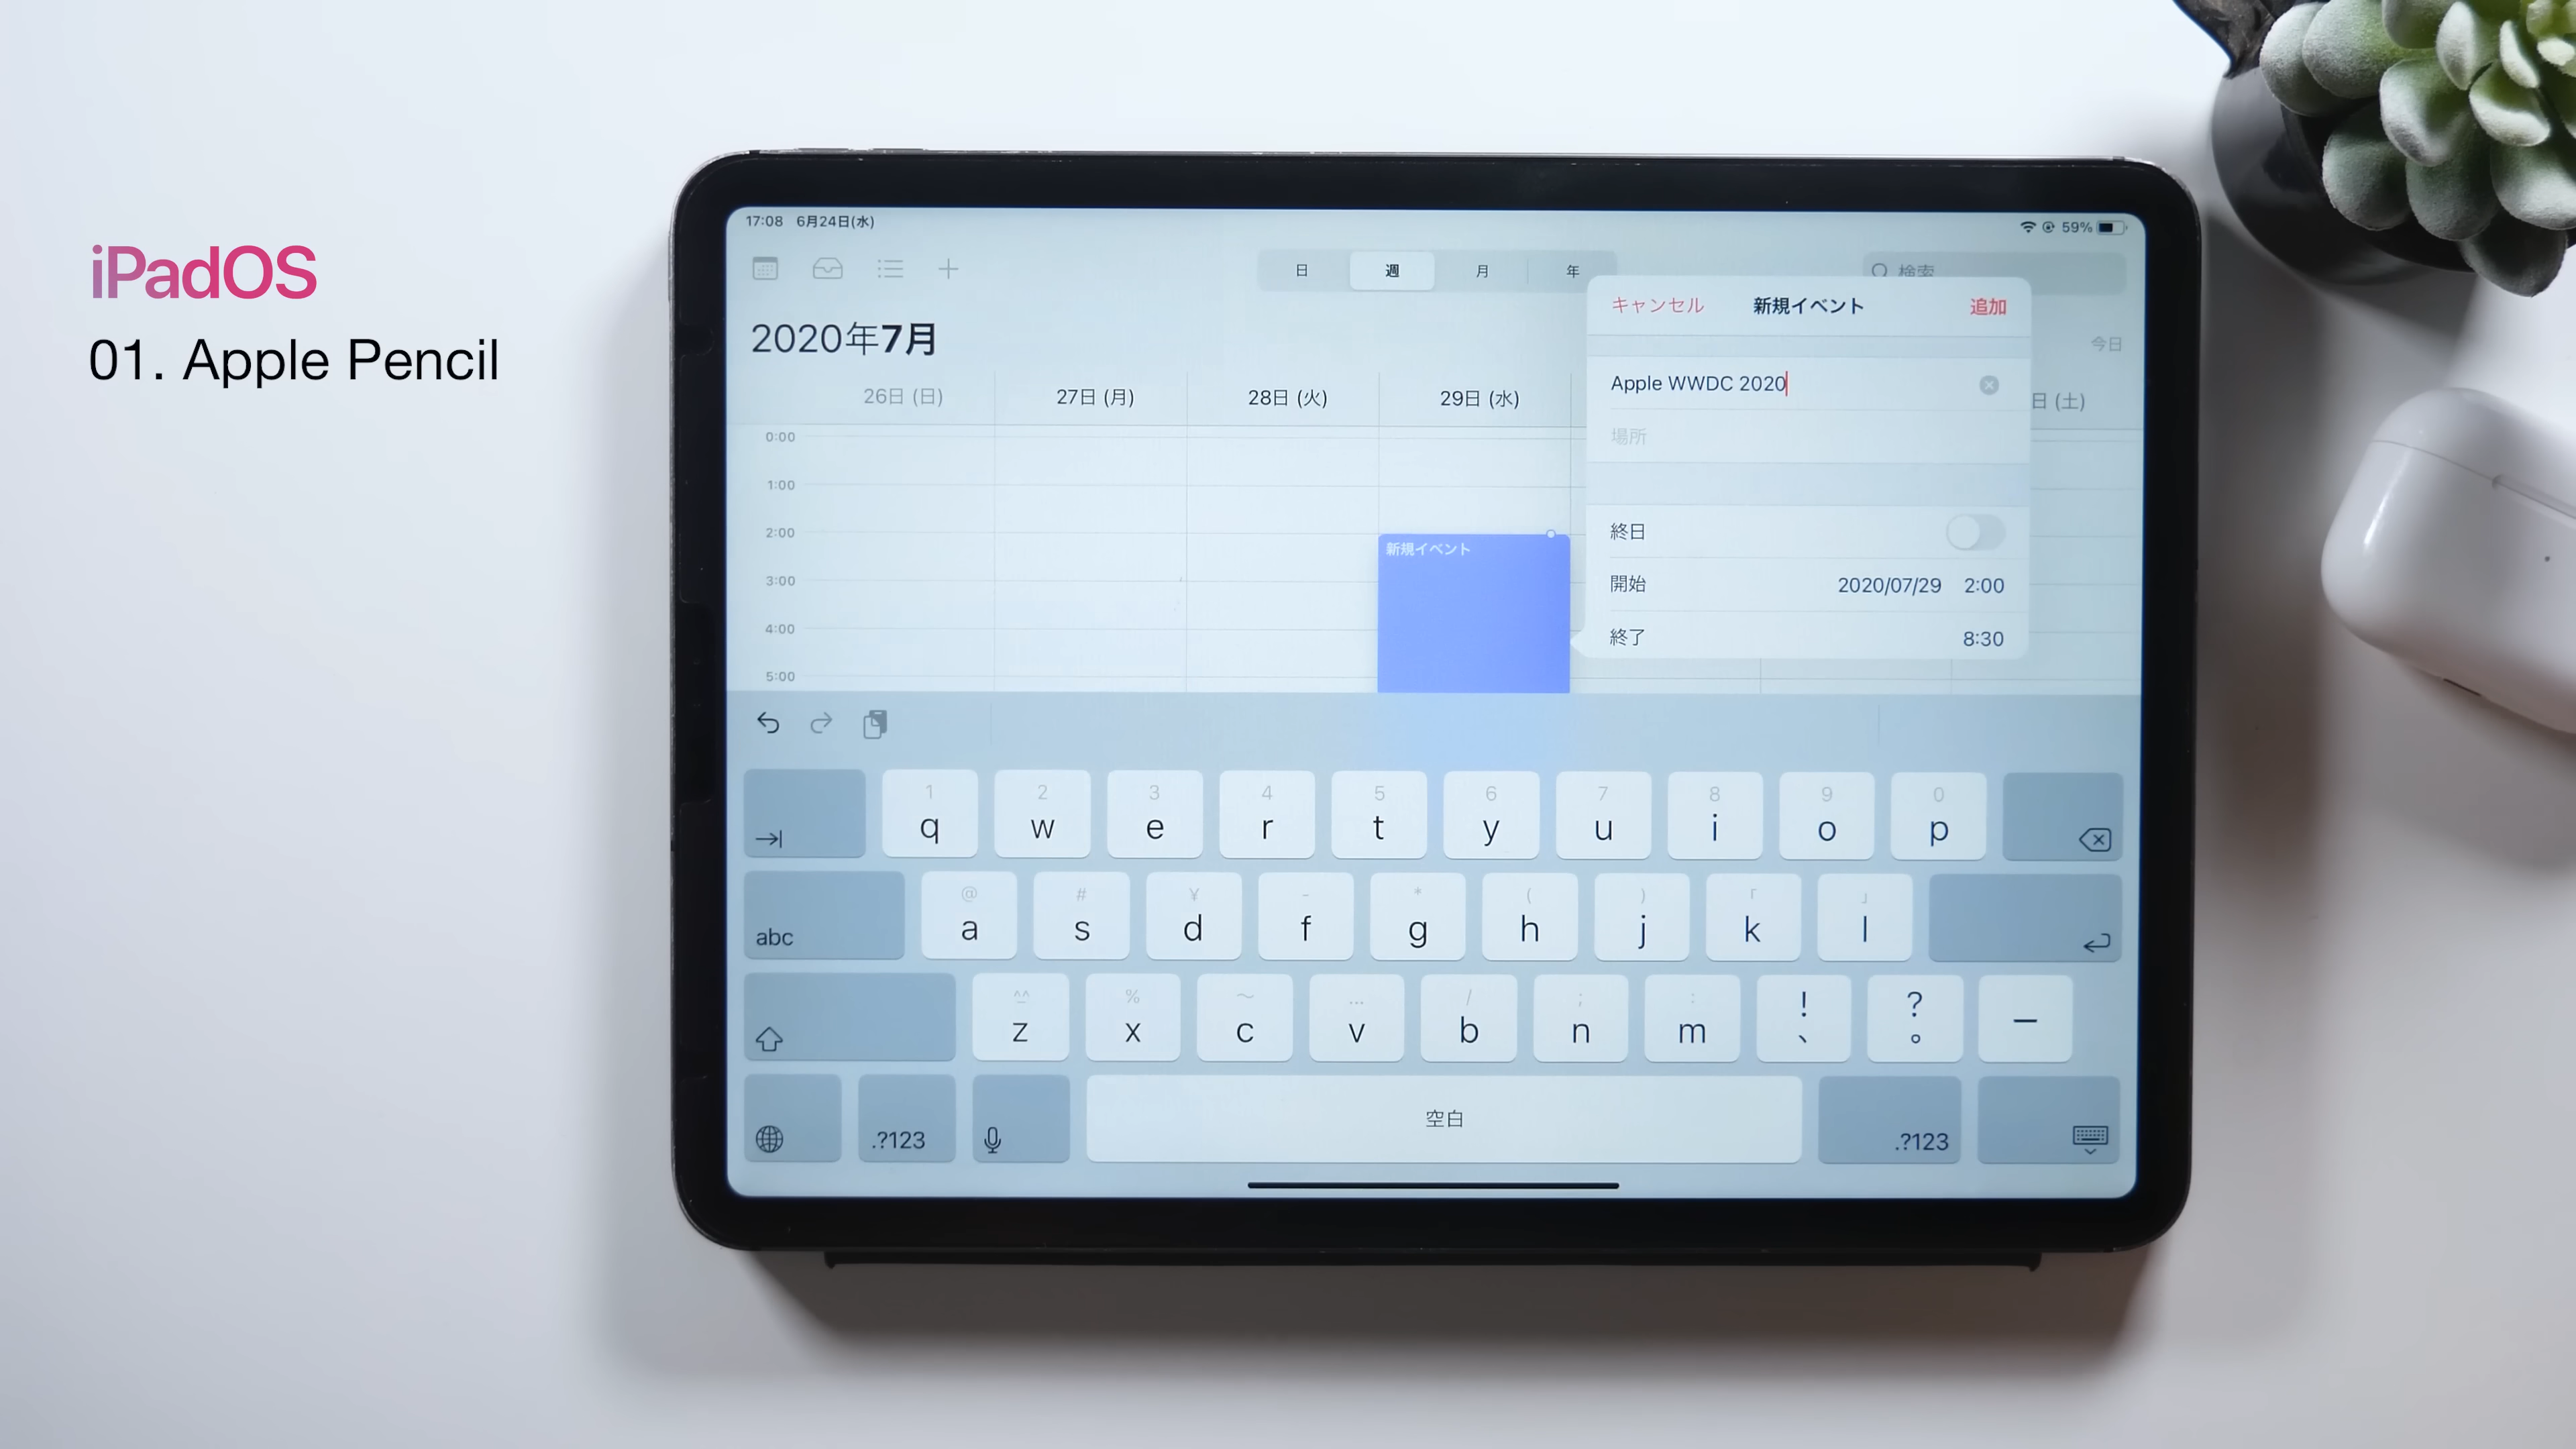 iPadOS
01. Apple Pencil
17:08 6月24日(水)
59%
日 週 月 年
検索
2020年7月
今日
キャンセル 新規イベント 追加
Apple WWDC 2020
場所
終日
開始 2020/07/29 2:00
終了 8:30
26日 (日) 27日 (月) 28日 (火) 29日 (水) 日 (土)
0:00
1:00
2:00
新規イベント
3:00
4:00
5:00
1 2 3 4 5 6 7 8 9 0
q w e r t y u i o p
@ # ¥ - * ( ) 「 」
abc a s d f g h j k l
^^ % ~ … / ; : ! ?
z x c v b n m 、 。 ー
.?123 空白 .?123